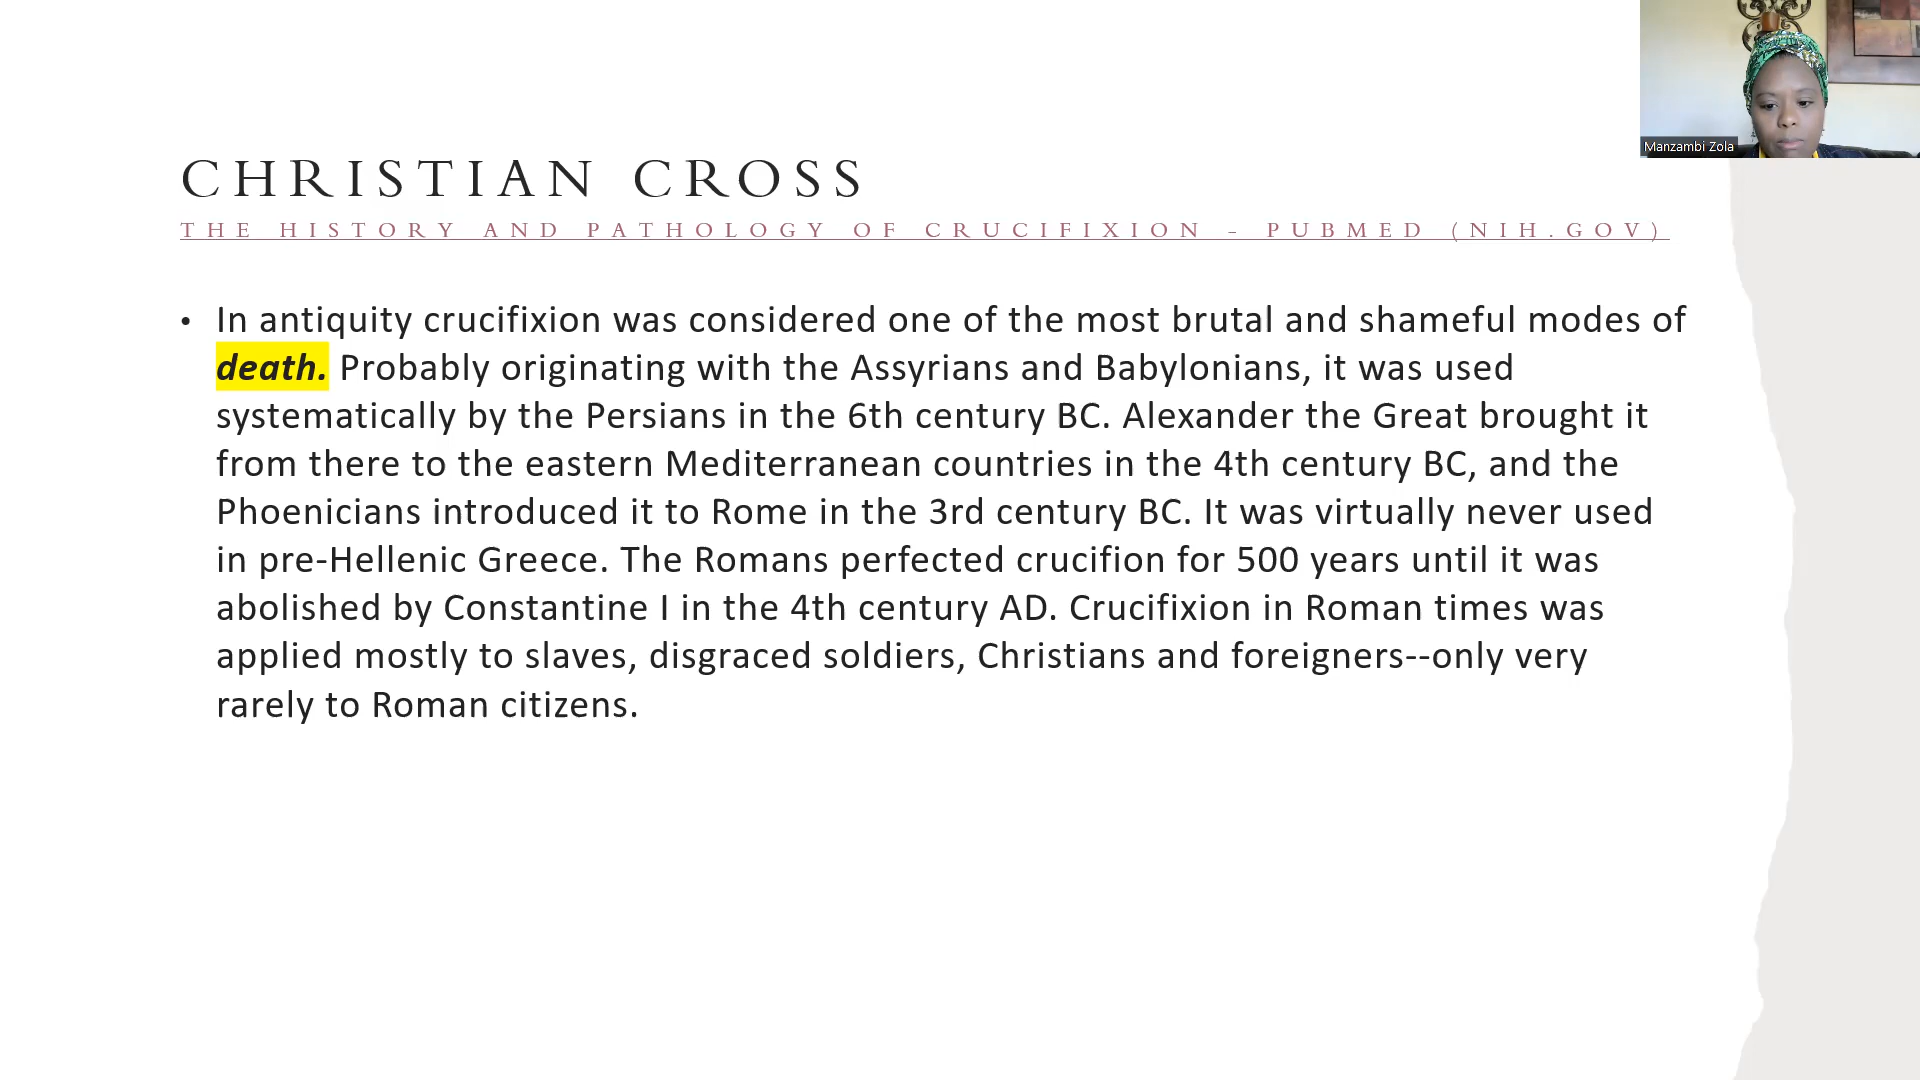 Manzambi Zola
CHRISTIAN CROSS
THE HISTORY AND PATHOLOGY OF CRUCIFIXION - PUBMED (NIH.GOV)
• In antiquity crucifixion was considered one of the most brutal and shameful modes of
death. Probably originating with the Assyrians and Babylonians, it was used
systematically by the Persians in the 6th century BC. Alexander the Great brought it
from there to the eastern Mediterranean countries in the 4th century BC, and the
Phoenicians introduced it to Rome in the 3rd century BC. It was virtually never used
in pre-Hellenic Greece. The Romans perfected crucifion for 500 years until it was
abolished by Constantine I in the 4th century AD. Crucifixion in Roman times was
applied mostly to slaves, disgraced soldiers, Christians and foreigners--only very
rarely to Roman citizens.